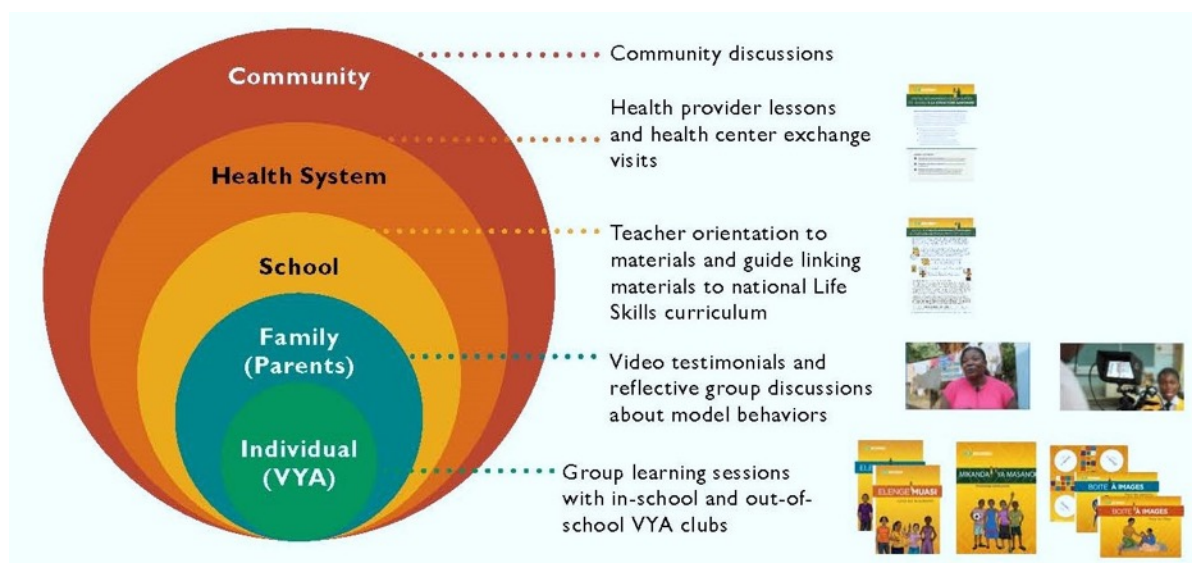 Community
Community discussions
Health System
Health provider lessons
and health center exchange
visits
School
Teacher orientation to
materials and guide linking
materials to national Life
Skills curriculum
Family
(Parents)
Video testimonials and
reflective group discussions
about model behaviors
Individual
(VYA)
Group learning sessions
with in-school and out-of-
school VYA clubs
ELENGE MUASI
BOITE À IMAGES
BOITE À IMAGES